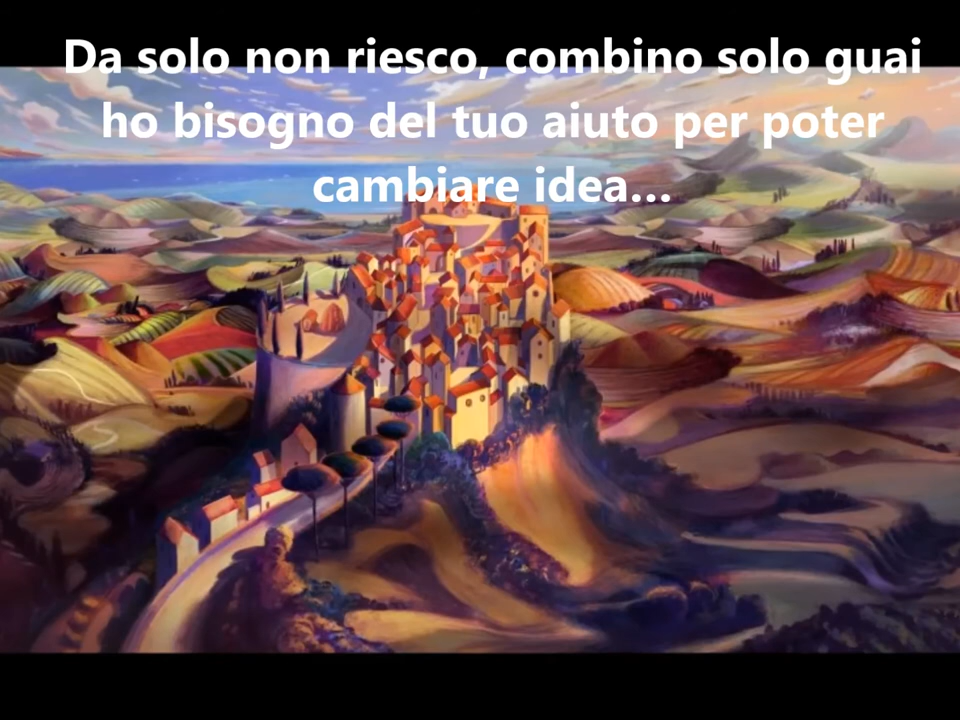 Da solo non riesco, combino solo guai
ho bisogno del tuo aiuto per poter
cambiare idea…